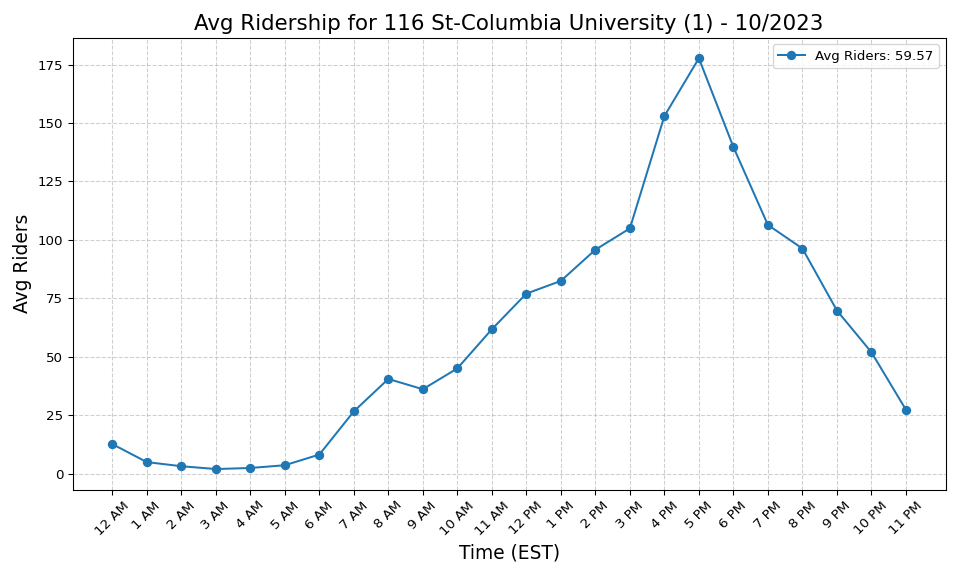 Avg Ridership for 116 St-Columbia University (1) - 10/2023
Avg Riders: 59.57
175
150
125
100
75
50
25
0
Avg Riders
12 AM
1 AM
2 AM
3 AM
4 AM
5 AM
6 AM
7 AM
8 AM
9 AM
10 AM
11 AM
12 PM
1 PM
2 PM
3 PM
4 PM
5 PM
6 PM
7 PM
8 PM
9 PM
10 PM
11 PM
Time (EST)